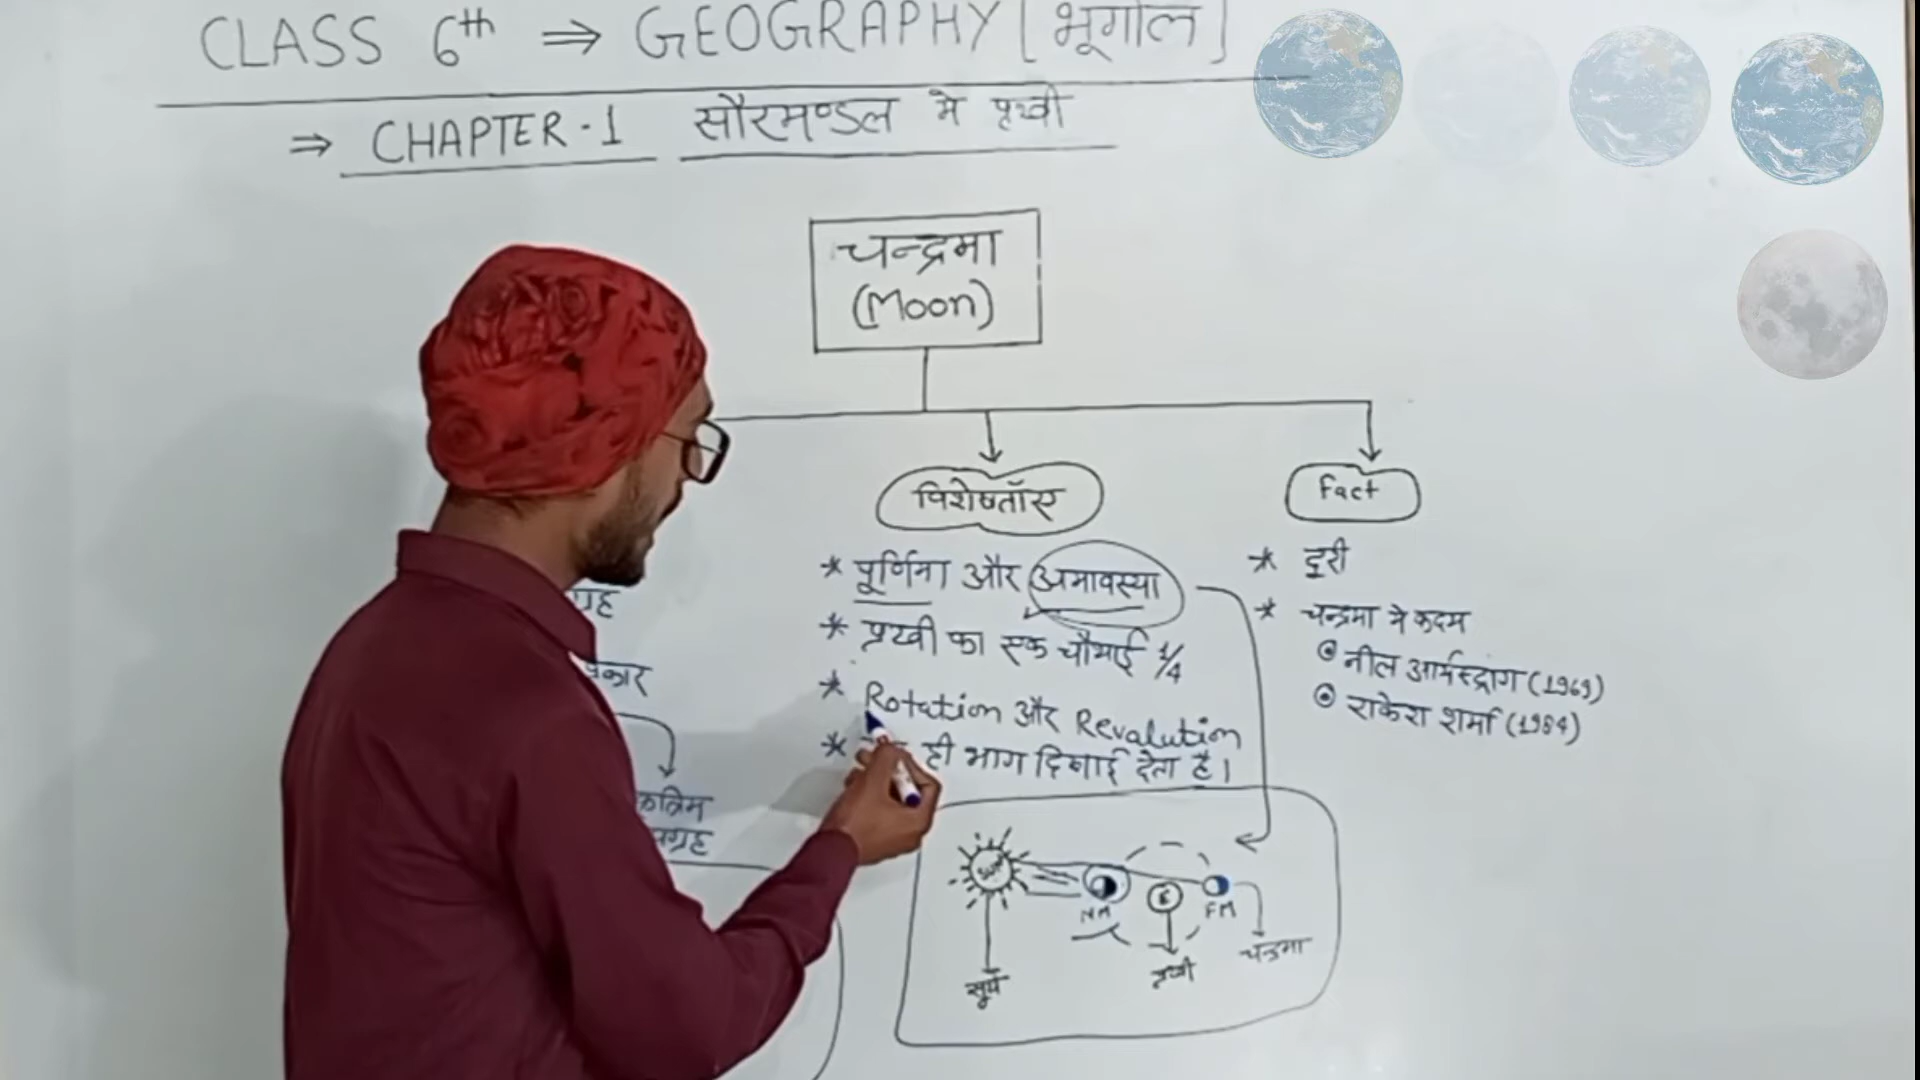 CLASS 6th ⇒ GEOGRAPHY [भूगोल]
⇒ CHAPTER-1 सौरमण्डल मे पृथ्वी
चन्द्रमा
(Moon)
विशेषताॅए
Fact
* पूर्णिमा और अमावस्या
* पृथ्वी का एक चौथाई 1/4
* Rotation और Revalution
* ही भाग दिखाई देता है।
* दूरी
* चन्द्रमा मे कदम
नील आर्मस्ट्रांग (1969)
राकेश शर्मा (1984)
SUN
NM
E
FM
सूर्य
पृथ्वी
चन्द्रमा